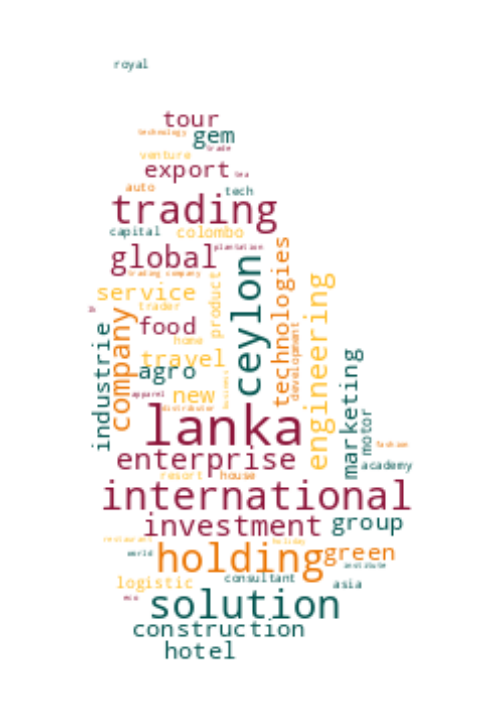 royal
tour
technology
gem
trade
venture
export
tea
auto
tech
trading
capital
colombo
plantation
global
ceylon
technologies
trading company
service
product
engineering
trader
industrie
company
food
development
home
travel
agro
marketing
business
apparel
new
distributor
motor
lanka
fashion
enterprise
academy
resort
house
international
investment
group
restaurant
holiday
world
holding
green
institute
logistic
consultant
asia
eco
solution
construction
hotel